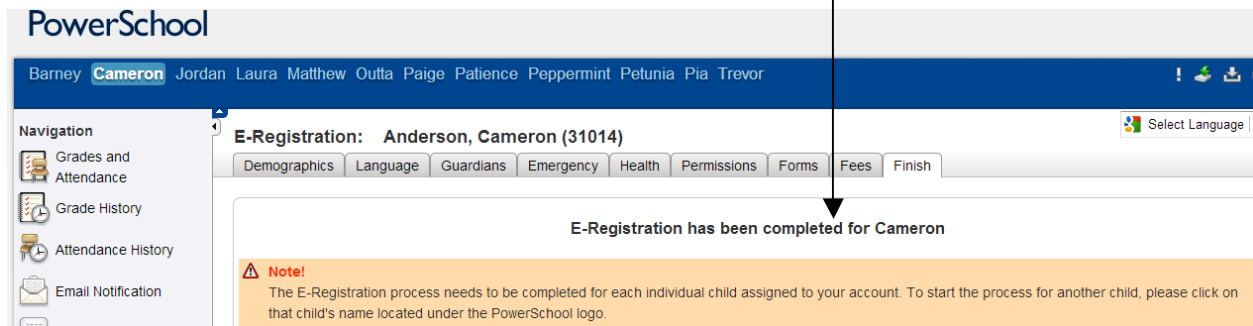 PowerSchool
Barney Cameron Jordan Laura Matthew Outta Paige Patience Peppermint Petunia Pia Trevor
Navigation
Grades and
Attendance
Grade History
Attendance History
Email Notification
E-Registration: Anderson, Cameron (31014)
Select Language
Demographics Language Guardians Emergency Health Permissions Forms Fees Finish
E-Registration has been completed for Cameron
Note!
The E-Registration process needs to be completed for each individual child assigned to your account. To start the process for another child, please click on
that child's name located under the PowerSchool logo.